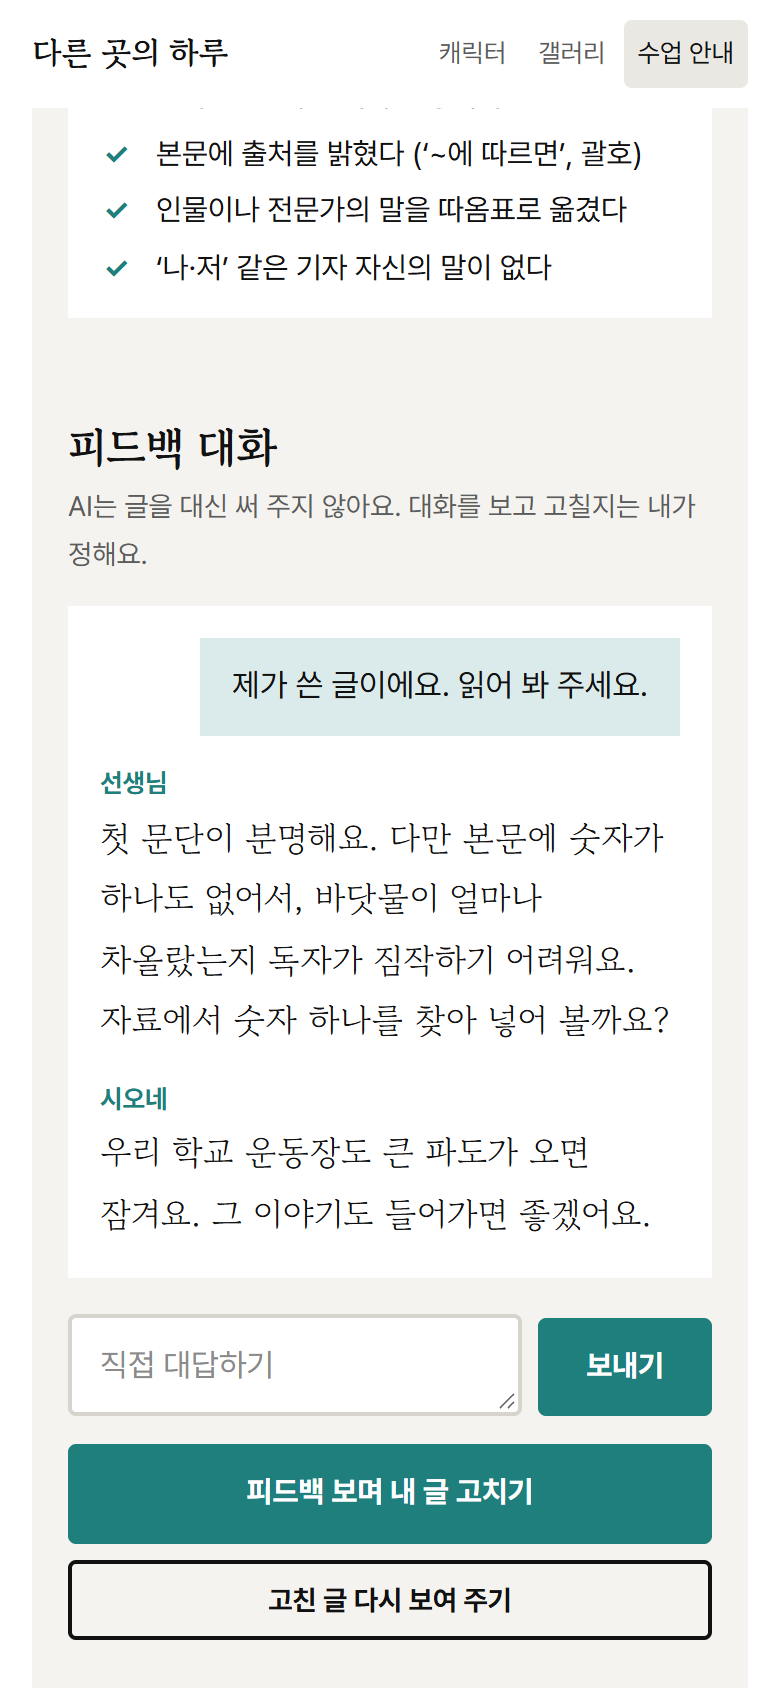 다른 곳의 하루
캐릭터
갤러리
수업 안내
본문에 출처를 밝혔다 (‘~에 따르면’, 괄호)
인물이나 전문가의 말을 따옴표로 옮겼다
‘나·저’ 같은 기자 자신의 말이 없다
피드백 대화
AI는 글을 대신 써 주지 않아요. 대화를 보고 고칠지는 내가
정해요.
제가 쓴 글이에요. 읽어 봐 주세요.
선생님
첫 문단이 분명해요. 다만 본문에 숫자가
하나도 없어서, 바닷물이 얼마나
차올랐는지 독자가 짐작하기 어려워요.
자료에서 숫자 하나를 찾아 넣어 볼까요?
시오네
우리 학교 운동장도 큰 파도가 오면
잠겨요. 그 이야기도 들어가면 좋겠어요.
직접 대답하기
보내기
피드백 보며 내 글 고치기
고친 글 다시 보여 주기